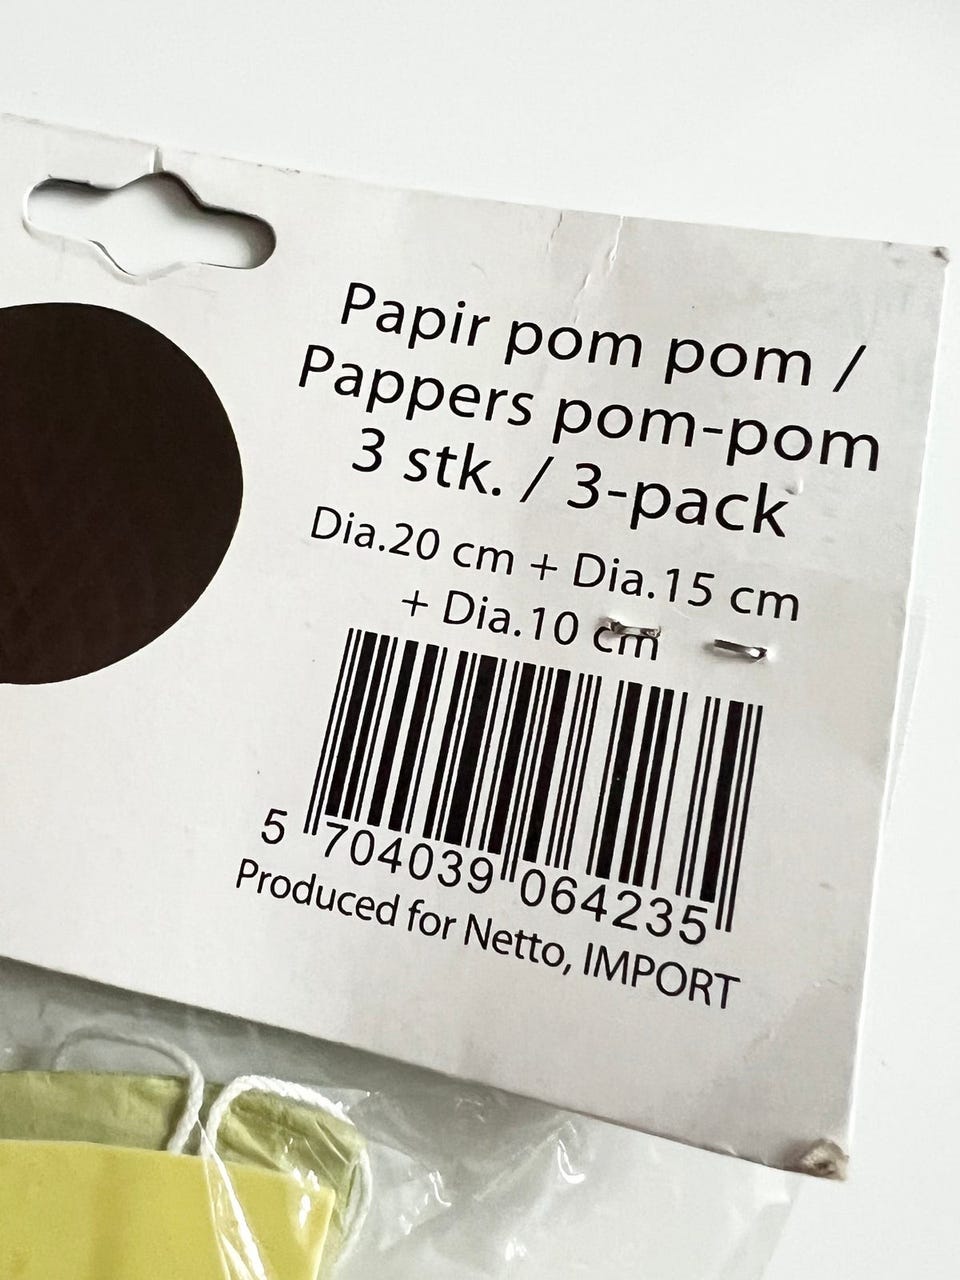 Papir pom pom /
Pappers pom-pom
3 stk. / 3-pack
Dia.20 cm + Dia.15 cm
+ Dia.10 cm
5 704039 064235
Produced for Netto, IMPORT